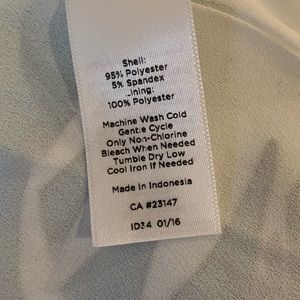 Shell:
95% Polyester
5% Spandex
Lining:
100% Polyester
Machine Wash Cold
Gentle Cycle
Only Non-Chlorine
Bleach When Needed
Tumble Dry Low
Cool Iron If Needed
Made In Indonesia
CA #23147
ID34 01/16